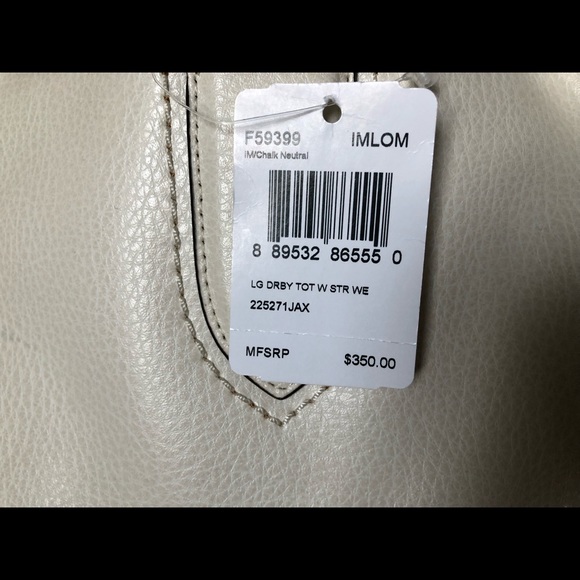 F59399 IMLOM
IM/Chalk Neutral
8 89532 86555 0
LG DRBY TOT W STR WE
225271JAX
MFSRP $350.00